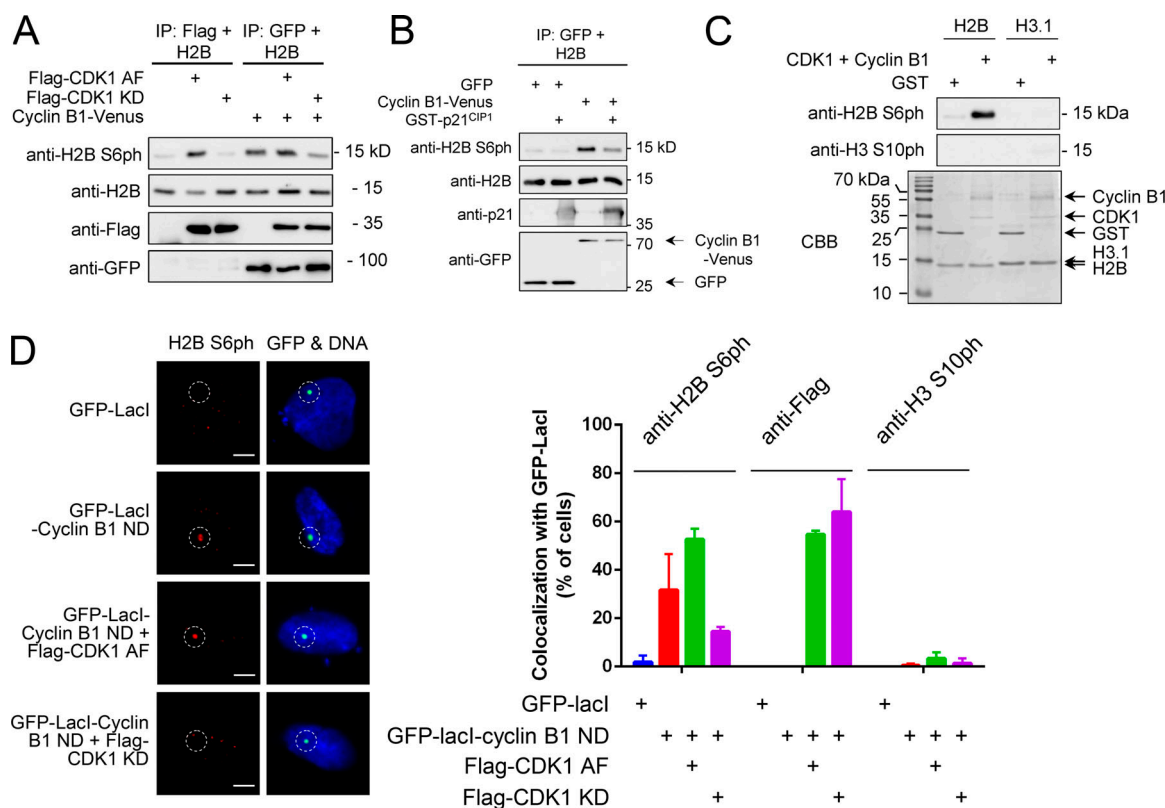 A
IP: Flag + H2B
IP: GFP + H2B
Flag-CDK1 AF
+
+
Flag-CDK1 KD
+
+
Cyclin B1-Venus
+ + +
anti-H2B S6ph
- 15 kD
anti-H2B
- 15
anti-Flag
- 35
anti-GFP
- 100
B
IP: GFP +
H2B
GFP
+ +
Cyclin B1-Venus
+ +
GST-p21CIP1
+ +
anti-H2B S6ph
15 kD
anti-H2B
15
anti-p21
35
anti-GFP
70
Cyclin B1
-Venus
25
GFP
C
H2B
H3.1
CDK1 + Cyclin B1
+ +
GST
+ +
anti-H2B S6ph
- 15 kDa
anti-H3 S10ph
- 15
CBB
70 kDa
55
35
25
15
10
Cyclin B1
CDK1
GST
H3.1
H2B
D
H2B S6ph
GFP & DNA
GFP-LacI
GFP-LacI
-Cyclin B1 ND
GFP-LacI-
Cyclin B1 ND +
Flag-CDK1 AF
GFP-LacI-Cyclin
B1 ND + Flag-
CDK1 KD
anti-H2B S6ph
anti-Flag
anti-H3 S10ph
Colocalization with GFP-LacI
(% of cells)
100
80
60
40
20
0
GFP-lacI
+ + +
GFP-lacI-cyclin B1 ND
+ + + + + + + + +
Flag-CDK1 AF
+ + +
Flag-CDK1 KD
+ + +